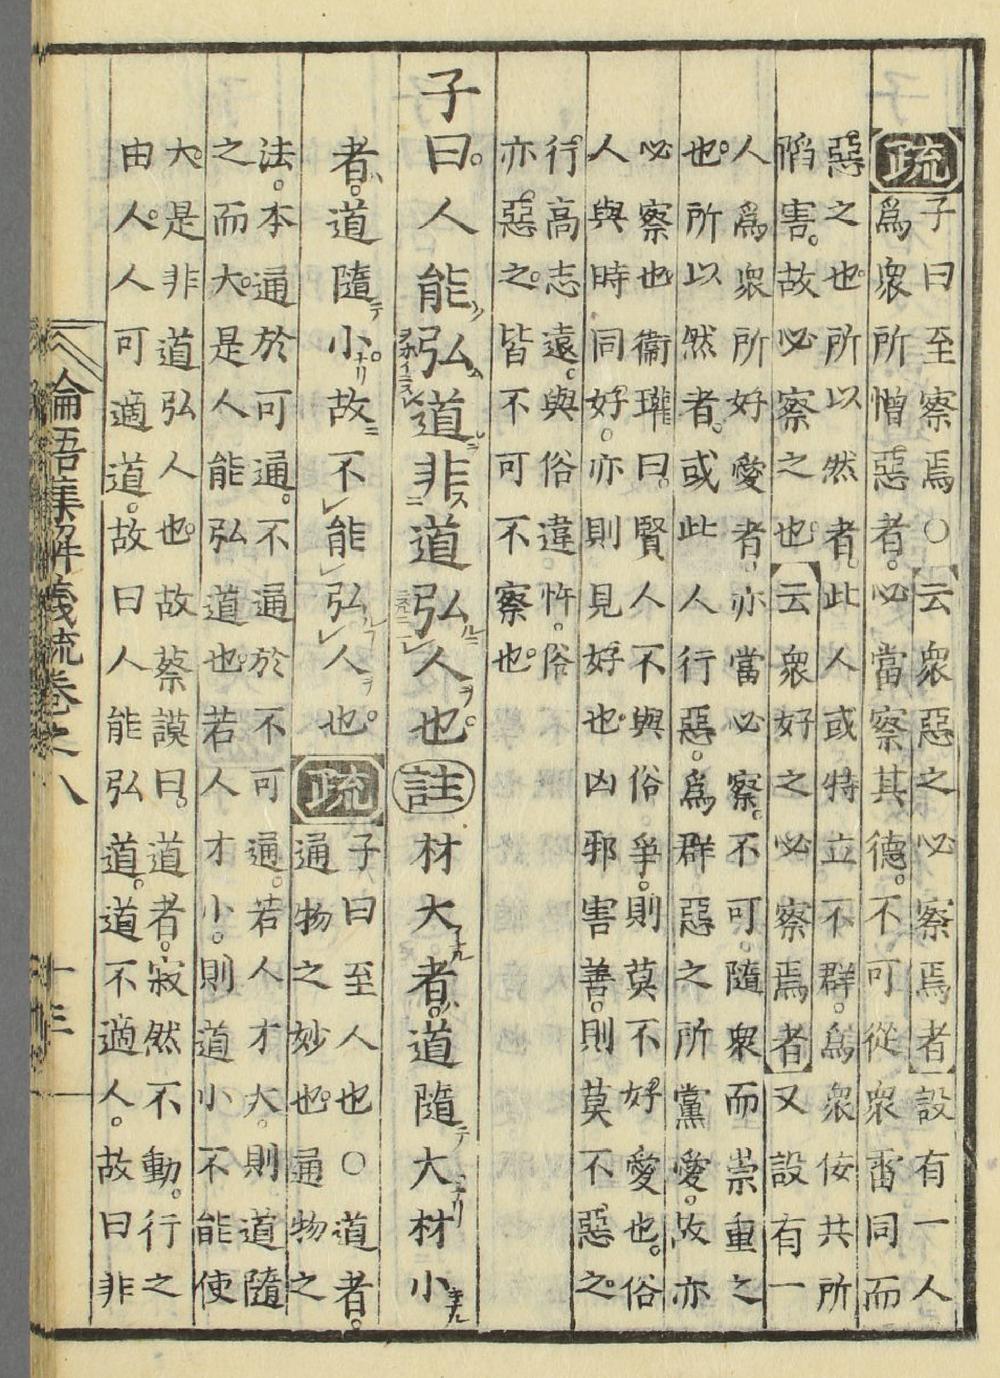 疏子曰至察焉○云衆惡之必察焉者設有一人
爲衆所憎惡者。必當察其德。不可從衆雷同而
惡之也。所以然者。此人或特立不群。爲衆佞共所
陷害。故必察之也。云衆好之必察焉者又設有一
人爲衆所好愛者。亦當必察。不可隨衆而崇重之
也。所以然者。或此人行惡。爲群惡之所黨愛。故亦
必察也衞瓘曰。賢人不與俗爭。則莫不好愛也。俗
人與時同好。亦則見好也。凶邪害善。則莫不惡之。
行高志遠。與俗違忤。俗
亦惡之。皆不可不察也。
子曰。人能弘道非道弘人也。註材大者。道隨大材小
者。道隨小故不能弘人也。疏子曰至人也○道者。
通物之妙也。通物之
法。本通於可通。不通於不可通。若人才大。則道隨
之而大。是人能弘道也。若人才小。則道小不能使
大。是非道弘人也。故蔡謨曰。道者。寂然不動。行之
由人。人可適道。故曰人能弘道。道不適人。故曰非
論語集解義疏卷之八 十三